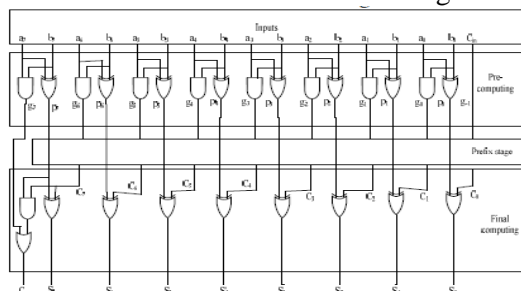 Inputs
a₇ b₇ a₆ b₆ a₅ b₅ a₄ b₄ a₃ b₃ a₂ b₂ a₁ b₁ a₀ b₀ Cᵢₙ
Pre-
computing
g₇ p₇ g₆ p₆ g₅ p₅ g₄ p₄ g₃ p₃ g₂ p₂ g₁ p₁ g₀ p₀ g₋₁
Prefix stage
C₇ C₆ C₅ C₄ C₃ C₂ C₁ C₀
Final
computing